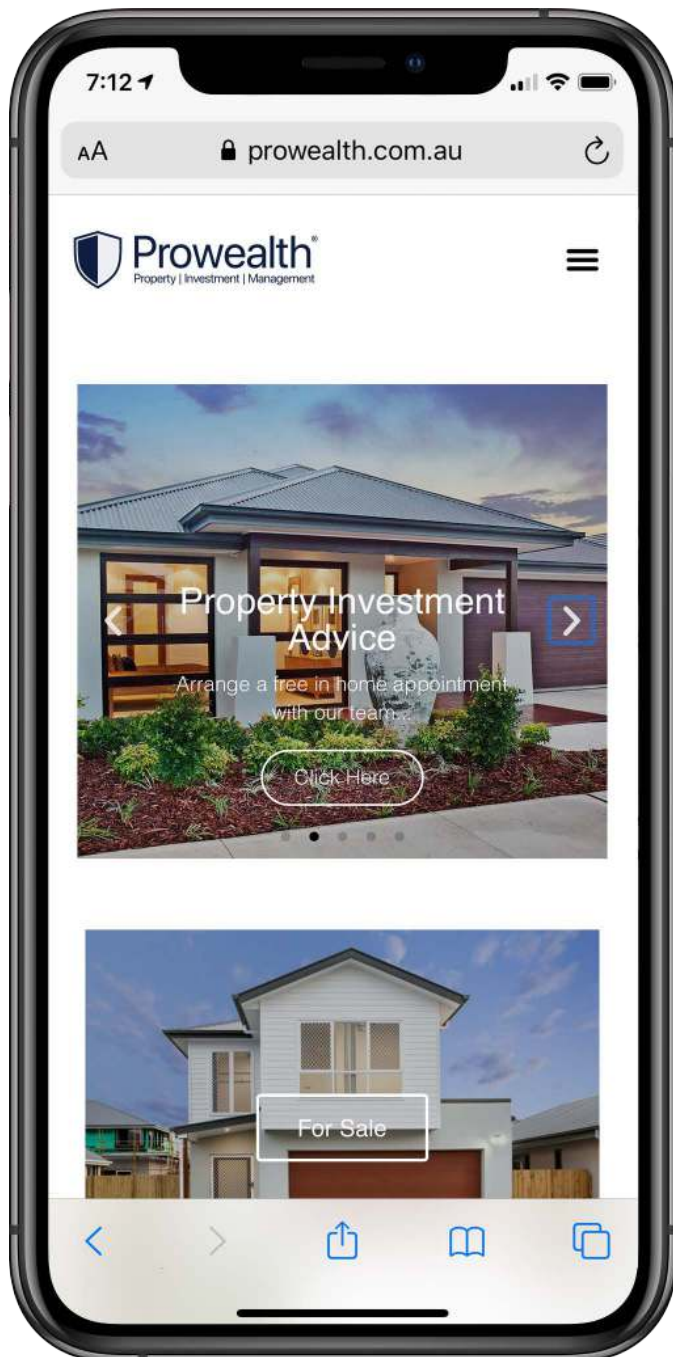 7:12
AA prowealth.com.au
Prowealth®
Property | Investment | Management
Property Investment
Advice
Arrange a free in home appointment
with our team...
Click Here
For Sale